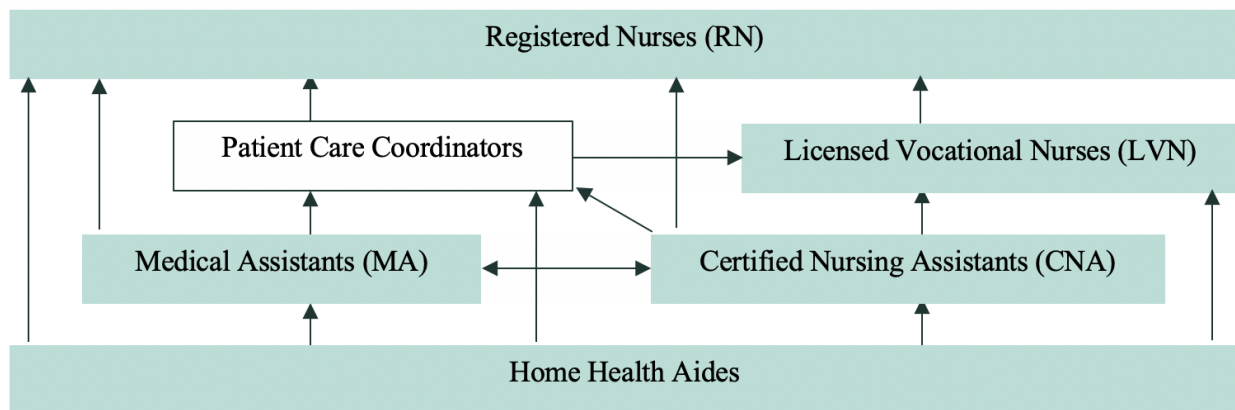 Registered Nurses (RN)
Patient Care Coordinators
Licensed Vocational Nurses (LVN)
Medical Assistants (MA)
Certified Nursing Assistants (CNA)
Home Health Aides